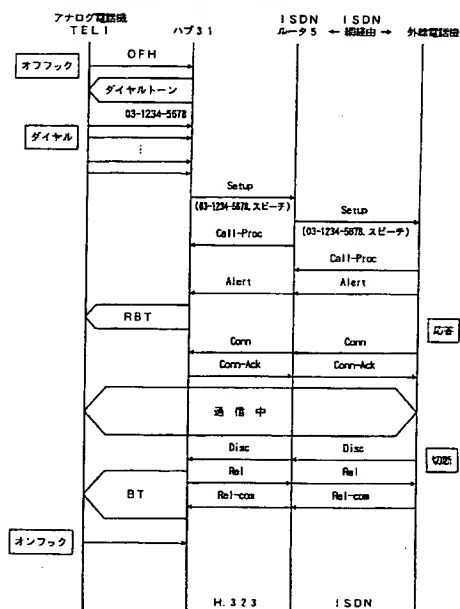 アナログ電話機
TEL1
ハブ31
ISDN
ルータ5
ISDN
← 網経由 →
外線電話機
オフフック
OFH
ダイヤルトーン
03-1234-5678
ダイヤル
⋮
Setup
(03-1234-5678,スピーチ)
Setup
(03-1234-5678,スピーチ)
Call-Proc
Call-Proc
Alert
Alert
RBT
応答
Conn
Conn
Conn-Ack
Conn-Ack
通信中
Disc
Disc
切断
Rel
Rel
BT
Rel-com
Rel-com
オンフック
H.323
ISDN